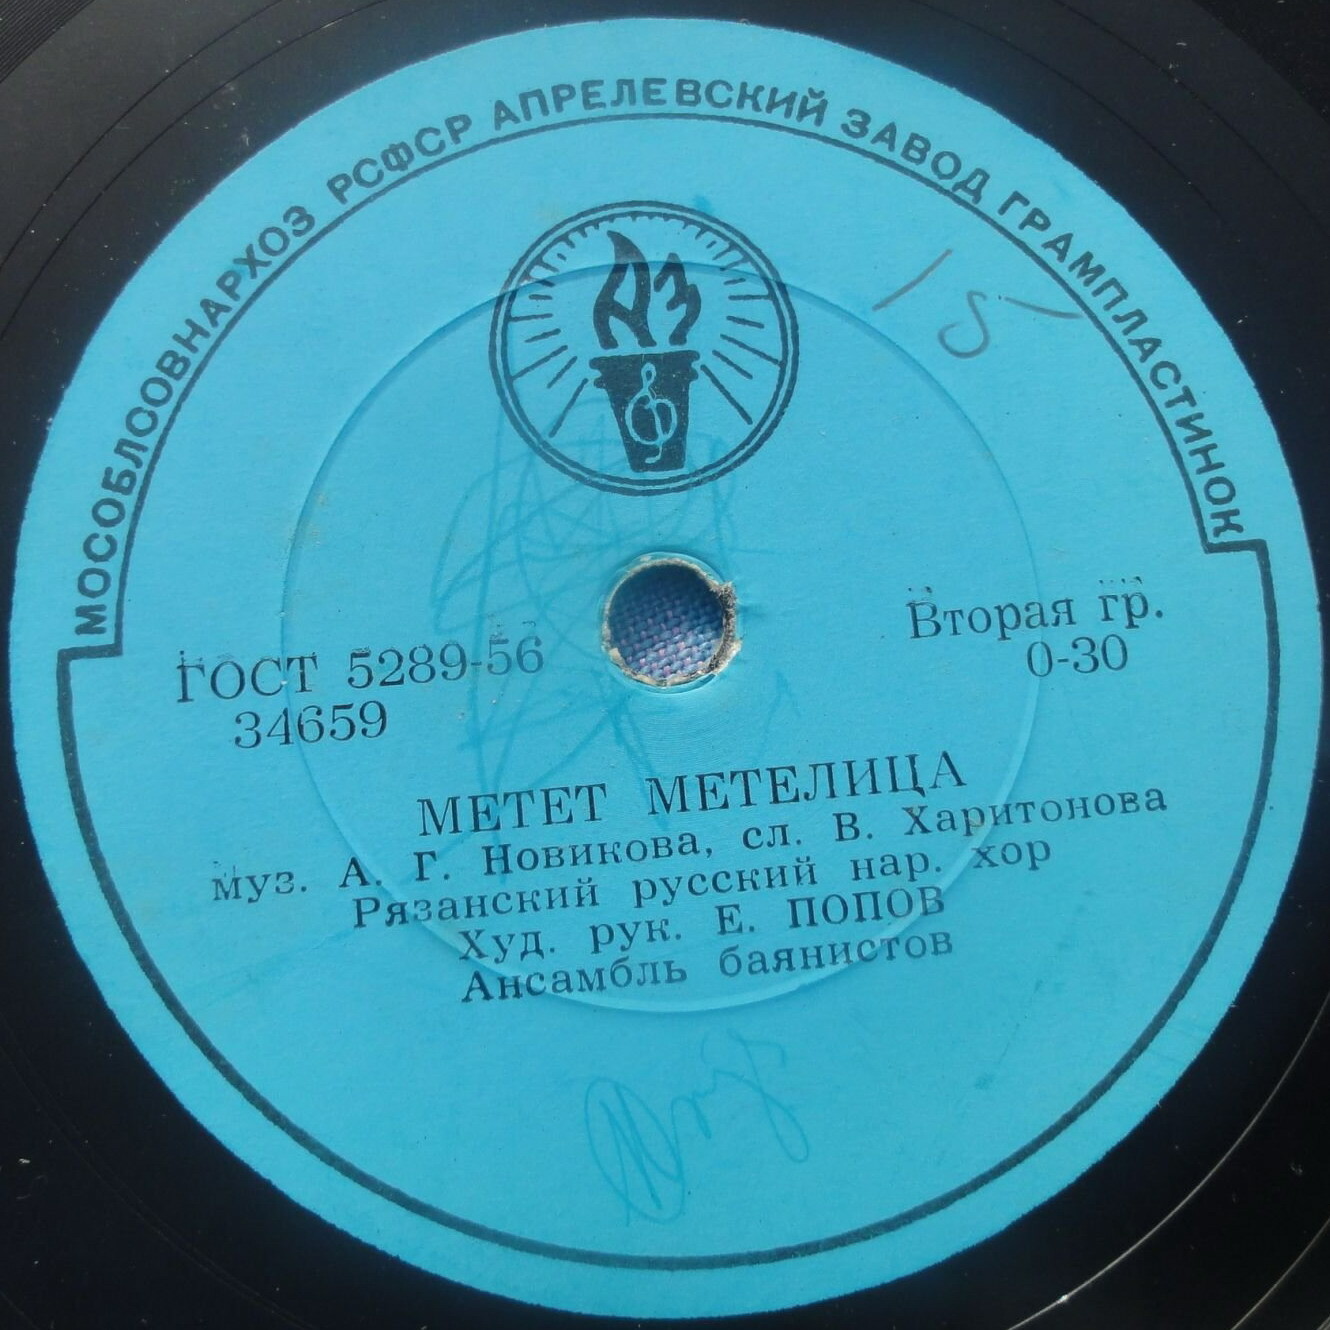 МОСОБЛСОВНАРХОЗ РСФСР АПРЕЛЕВСКИЙ ЗАВОД ГРАМПЛАСТИНОК
АЗ
15
Вторая гр.
0-30
ГОСТ 5289-56
34659
МЕТЕТ МЕТЕЛИЦА
муз. А. Г. Новикова, сл. В. Харитонова
Рязанский русский нар. хор
Худ. рук. Е. ПОПОВ
Ансамбль баянистов